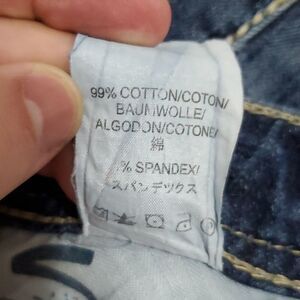 99% COTTON/COTON/
BAUMWOLLE/
ALGODON/COTONE/
綿
% SPANDEX/
スパンデックス